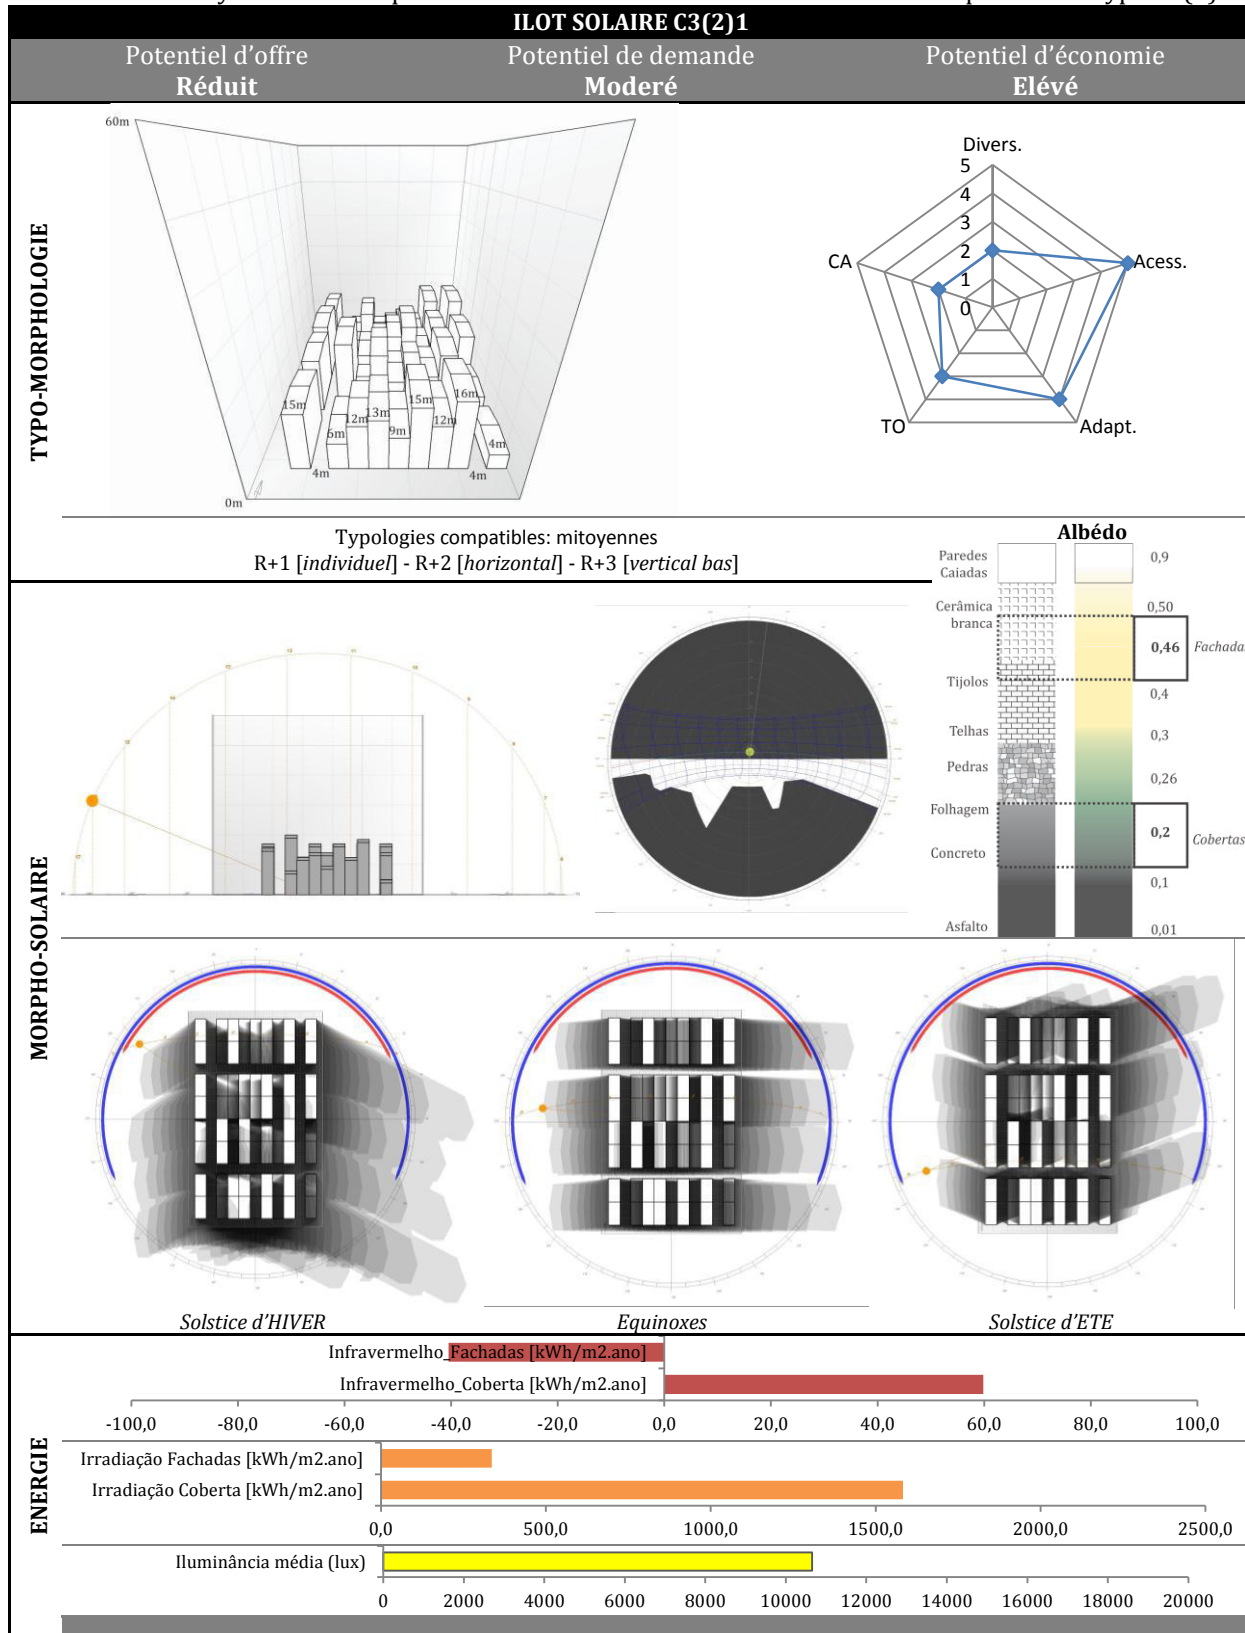 ILOT SOLAIRE C3(2)1
Potentiel d'offre
Réduit
Potentiel de demande
Moderé
Potentiel d'économie
Elévé
TYPO-MORPHOLOGIE
60m
15m
6m
12m
13m
9m
15m
12m
16m
4m
4m
4m
0m
Divers.
5
4
3
2
1
0
CA
Acess.
TO
Adapt.
Typologies compatibles: mitoyennes
R+1 [individuel] - R+2 [horizontal] - R+3 [vertical bas]
Albédo
Paredes
Caiadas
0,9
Cerâmica
branca
0,50
0,46
Fachadas
Tijolos
0,4
Telhas
0,3
Pedras
0,26
Folhagem
0,2
Cobertas
Concreto
0,1
Asfalto
0,01
MORPHO-SOLAIRE
Solstice d'HIVER
Equinoxes
Solstice d'ETE
ENERGIE
Infravermelho_Fachadas [kWh/m2.ano]
Infravermelho_Coberta [kWh/m2.ano]
-100,0 -80,0 -60,0 -40,0 -20,0 0,0 20,0 40,0 60,0 80,0 100,0
Irradiação Fachadas [kWh/m2.ano]
Irradiação Coberta [kWh/m2.ano]
0,0 500,0 1000,0 1500,0 2000,0 2500,0
Iluminância média (lux)
0 2000 4000 6000 8000 10000 12000 14000 16000 18000 20000